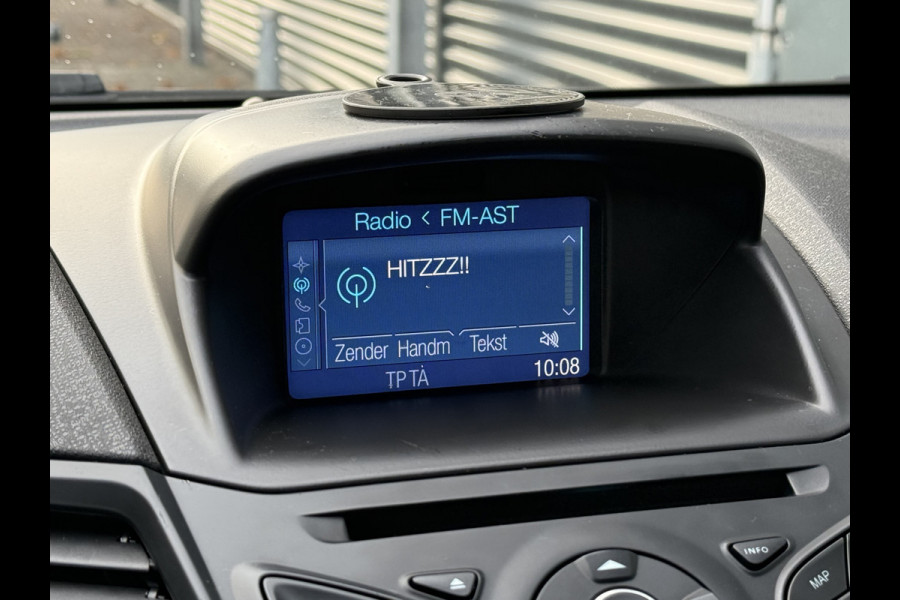 Radio < FM-AST
HITZZZ!!
Zender Handm Tekst
TP TA 10:08
INFO
MAP